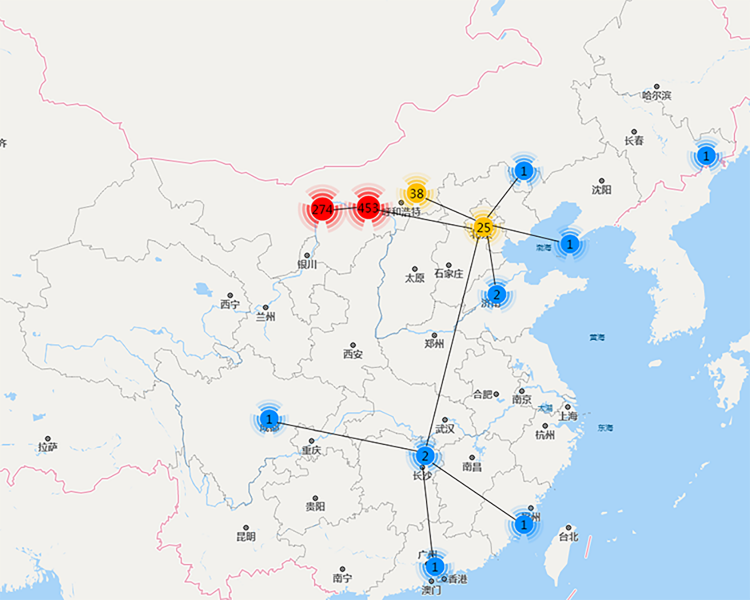 哈尔滨
长春
1
1
沈阳
38
274
453
呼和浩特
25
渤海
1
银川
太原
石家庄
2
济南
西宁
兰州
郑州
黄海
西安
合肥
南京
太湖
上海
1
成都
武汉
东海
杭州
重庆
拉萨
2
南昌
长沙
贵阳
福州
1
昆明
台北
广州
1
南宁
香港
澳门